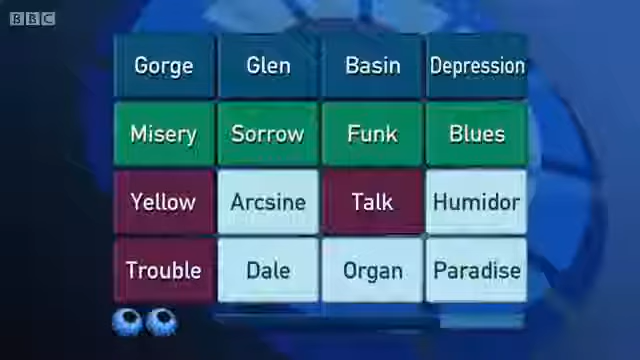 BBC
Gorge Glen Basin Depression
Misery Sorrow Funk Blues
Yellow Arcsine Talk Humidor
Trouble Dale Organ Paradise